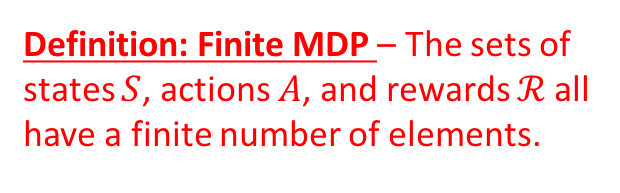 Definition: Finite MDP – The sets of
states S, actions A, and rewards ℛ all
have a finite number of elements.